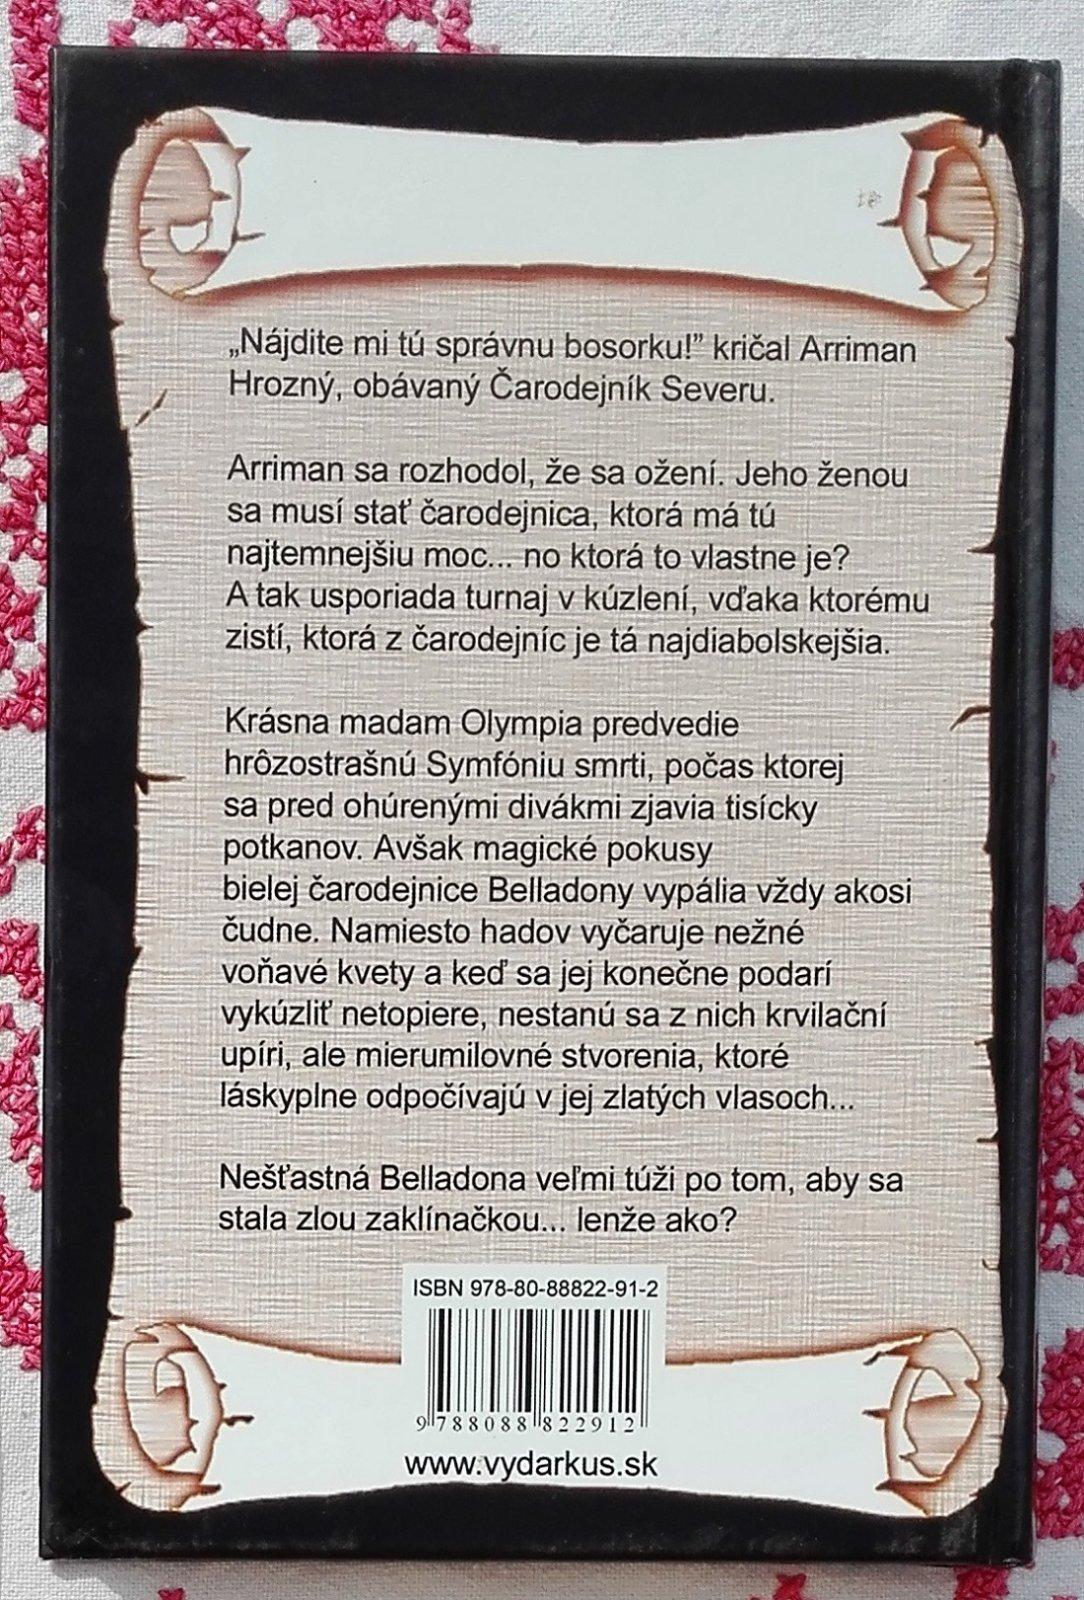 „Nájdite mi tú správnu bosorku!” kričal Arriman
Hrozný, obávaný Čarodejník Severu.
Arriman sa rozhodol, že sa ožení. Jeho ženou
sa musí stať čarodejnica, ktorá má tú
najtemnejšiu moc... no ktorá to vlastne je?
A tak usporiada turnaj v kúzlení, vďaka ktorému
zistí, ktorá z čarodejníc je tá najdiabolskejšia.
Krásna madam Olympia predvedie
hrôzostrašnú Symfóniu smrti, počas ktorej
sa pred ohúrenými divákmi zjavia tisícky
potkanov. Avšak magické pokusy
bielej čarodejnice Belladony vypália vždy akosi
čudne. Namiesto hadov vyčaruje nežné
voňavé kvety a keď sa jej konečne podarí
vykúzliť netopiere, nestanú sa z nich krvilační
upíri, ale mierumilovné stvorenia, ktoré
láskyplne odpočívajú v jej zlatých vlasoch...
Nešťastná Belladona veľmi túži po tom, aby sa
stala zlou zaklínačkou... lenže ako?
ISBN 978-80-88822-91-2
9 788088 822912
www.vydarkus.sk